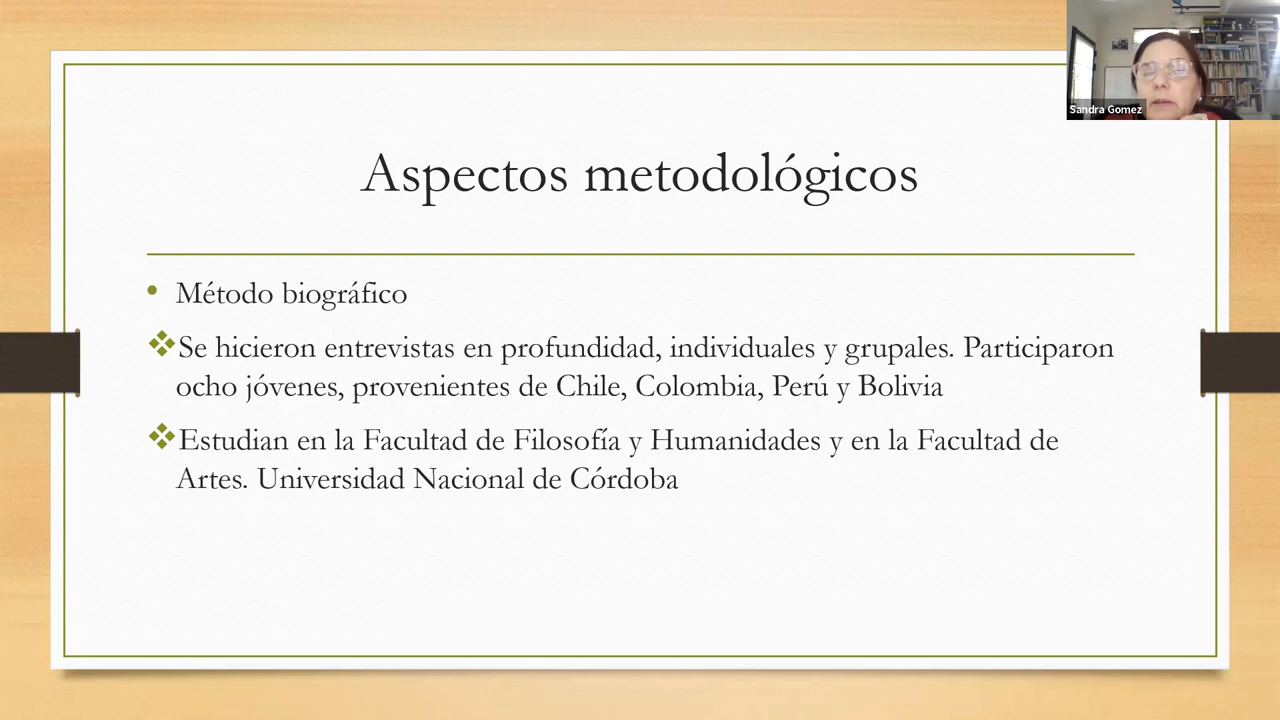 Sandra Gomez
Aspectos metodológicos
• Método biográfico
❖Se hicieron entrevistas en profundidad, individuales y grupales. Participaron
ocho jóvenes, provenientes de Chile, Colombia, Perú y Bolivia
❖Estudian en la Facultad de Filosofía y Humanidades y en la Facultad de
Artes. Universidad Nacional de Córdoba